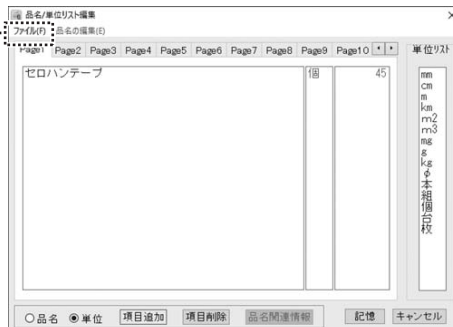 品名/単位リスト編集
ファイル(F) 品名の編集(E)
Page1 Page2 Page3 Page4 Page5 Page6 Page7 Page8 Page9 Page10
単位リスト
セロハンテープ 個 45
mm
cm
m
km
m2
m3
mg
g
kg
φ
本
組
個
台
枚
品名 単位 項目追加 項目削除 品名関連情報 記憶 キャンセル